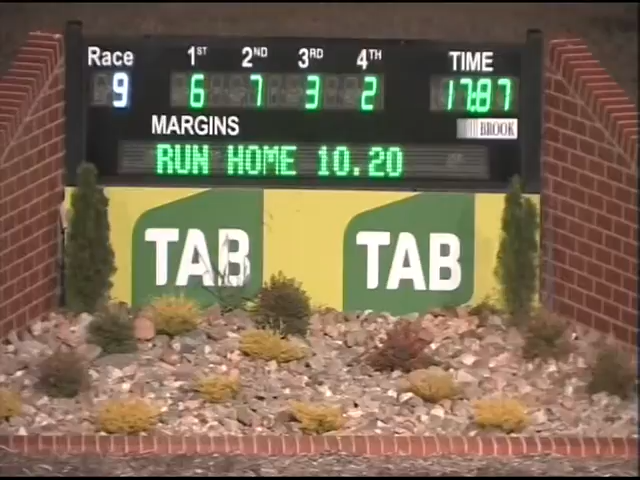 Race 1ST 2ND 3RD 4TH TIME
9 6 7 3 2 17.87
MARGINS BROOK
RUN HOME 10.20
TAB TAB